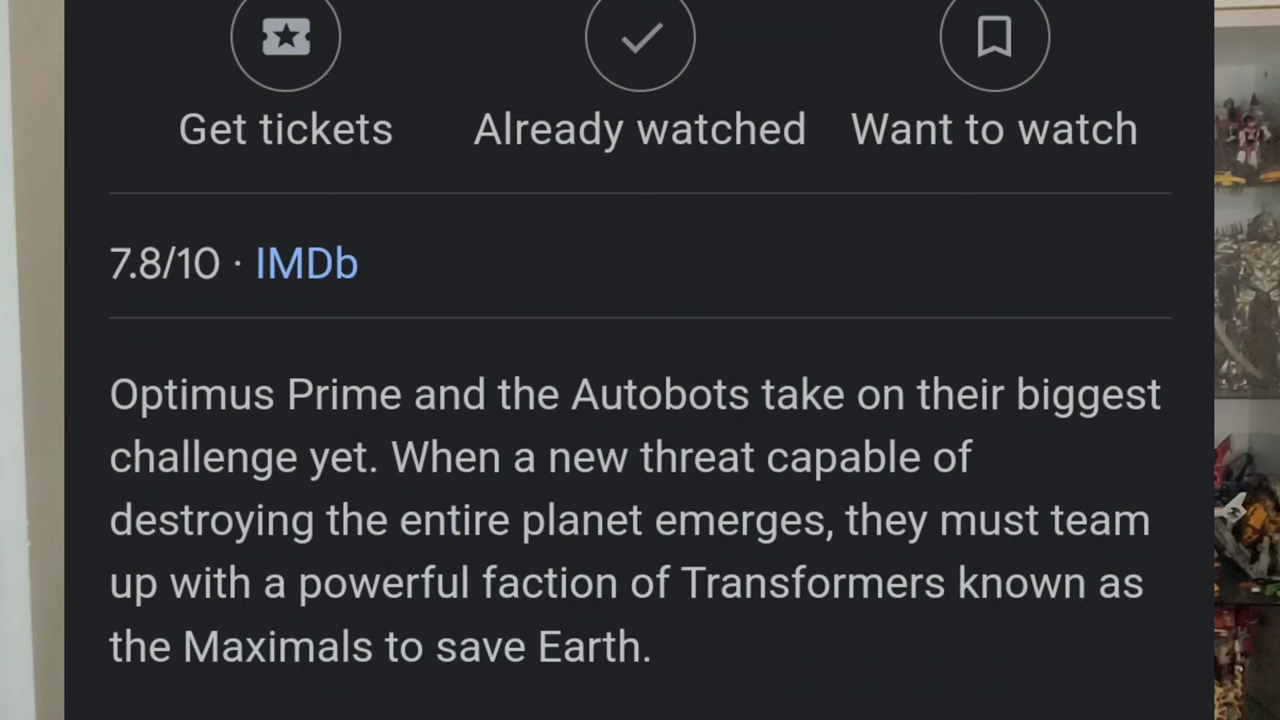 Get tickets
Already watched
Want to watch
7.8/10 · IMDb
Optimus Prime and the Autobots take on their biggest
challenge yet. When a new threat capable of
destroying the entire planet emerges, they must team
up with a powerful faction of Transformers known as
the Maximals to save Earth.